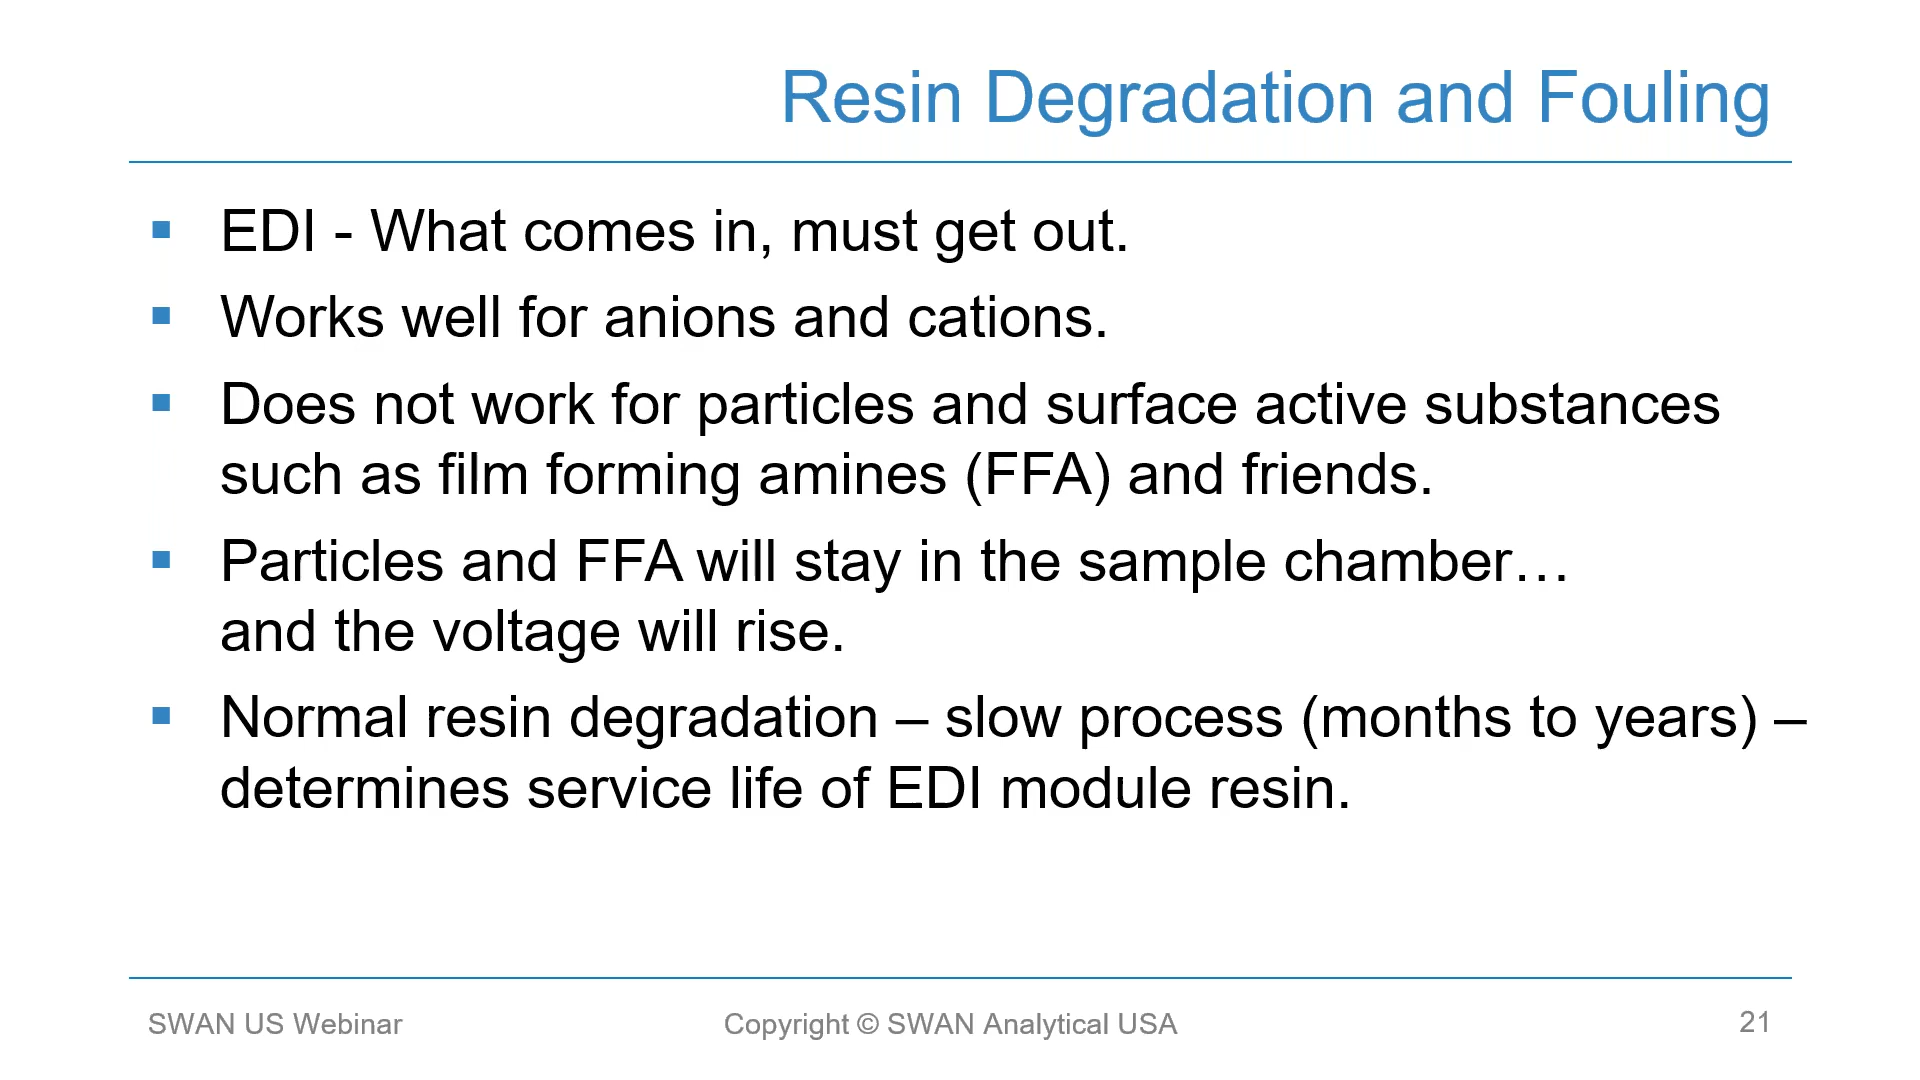 Resin Degradation and Fouling
EDI - What comes in, must get out.
Works well for anions and cations.
Does not work for particles and surface active substances
such as film forming amines (FFA) and friends.
Particles and FFA will stay in the sample chamber…
and the voltage will rise.
Normal resin degradation – slow process (months to years) –
determines service life of EDI module resin.
SWAN US Webinar
Copyright © SWAN Analytical USA
21